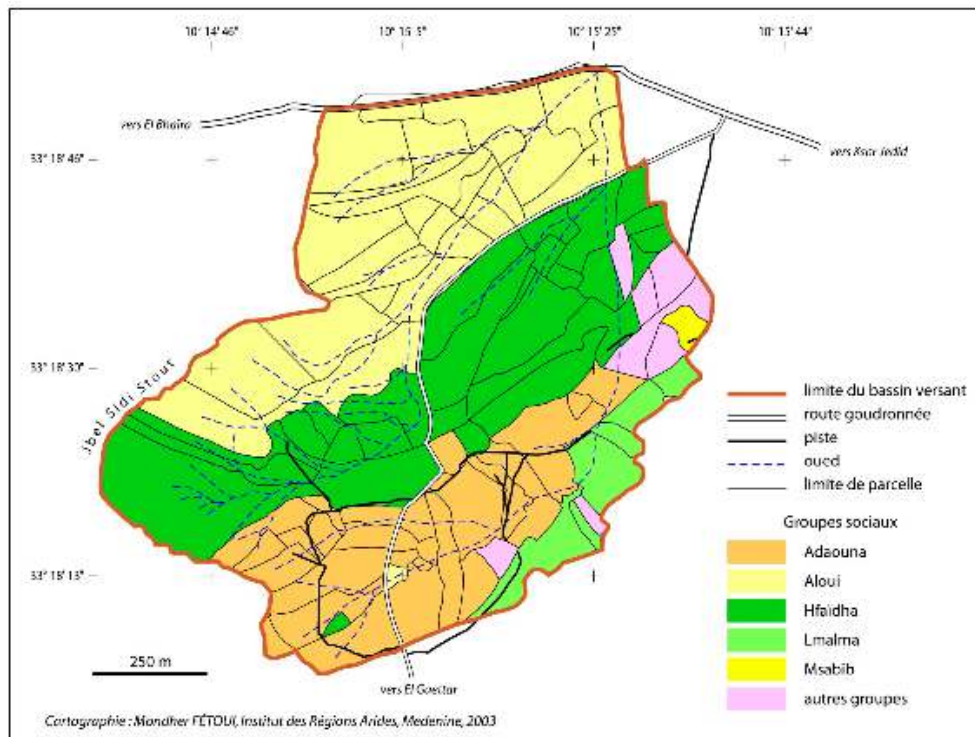 10° 14' 46" 10° 15' 5" 10° 15' 25" 10° 15' 44"
vers El Bhaira
vers Ksar Jedid
33° 18' 46"
33° 18' 30"
Jbel Sidi Stout
33° 18' 13"
250 m
vers El Guettar
limite du bassin versant
route goudronnée
piste
oued
limite de parcelle
Groupes sociaux
Adaouna
Aloui
Hfaïdha
Lmalma
Msabib
autres groupes
Cartographie : Mondher FÉTOUI, Institut des Régions Arides, Medenine, 2003